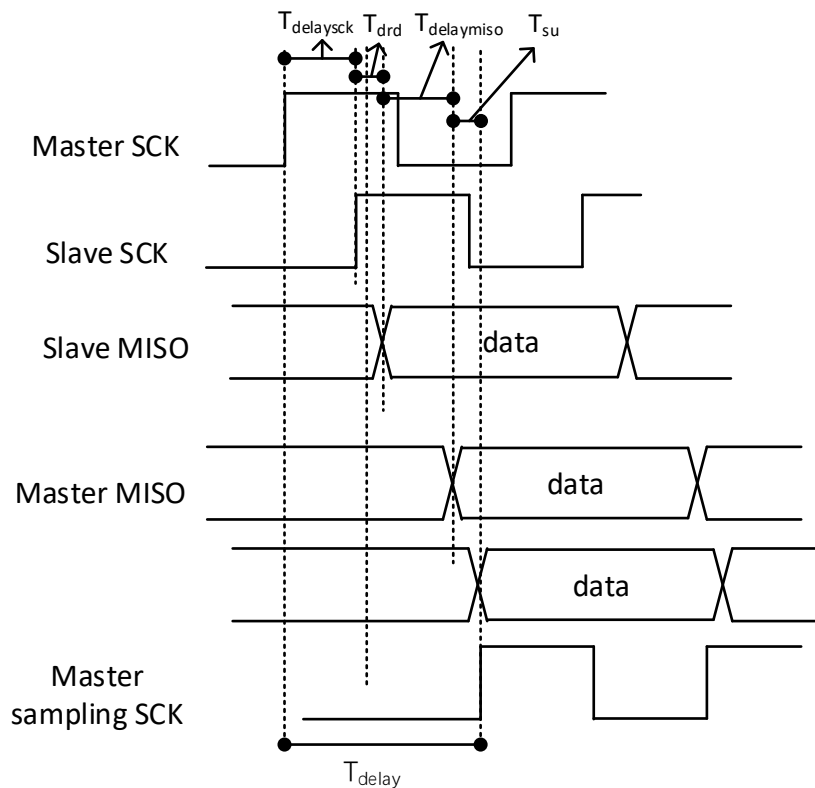 Tdelaysck
Tdrd
Tdelaymiso
Tsu
Master SCK
Slave SCK
Slave MISO
data
Master MISO
data
data
Master
sampling SCK
Tdelay